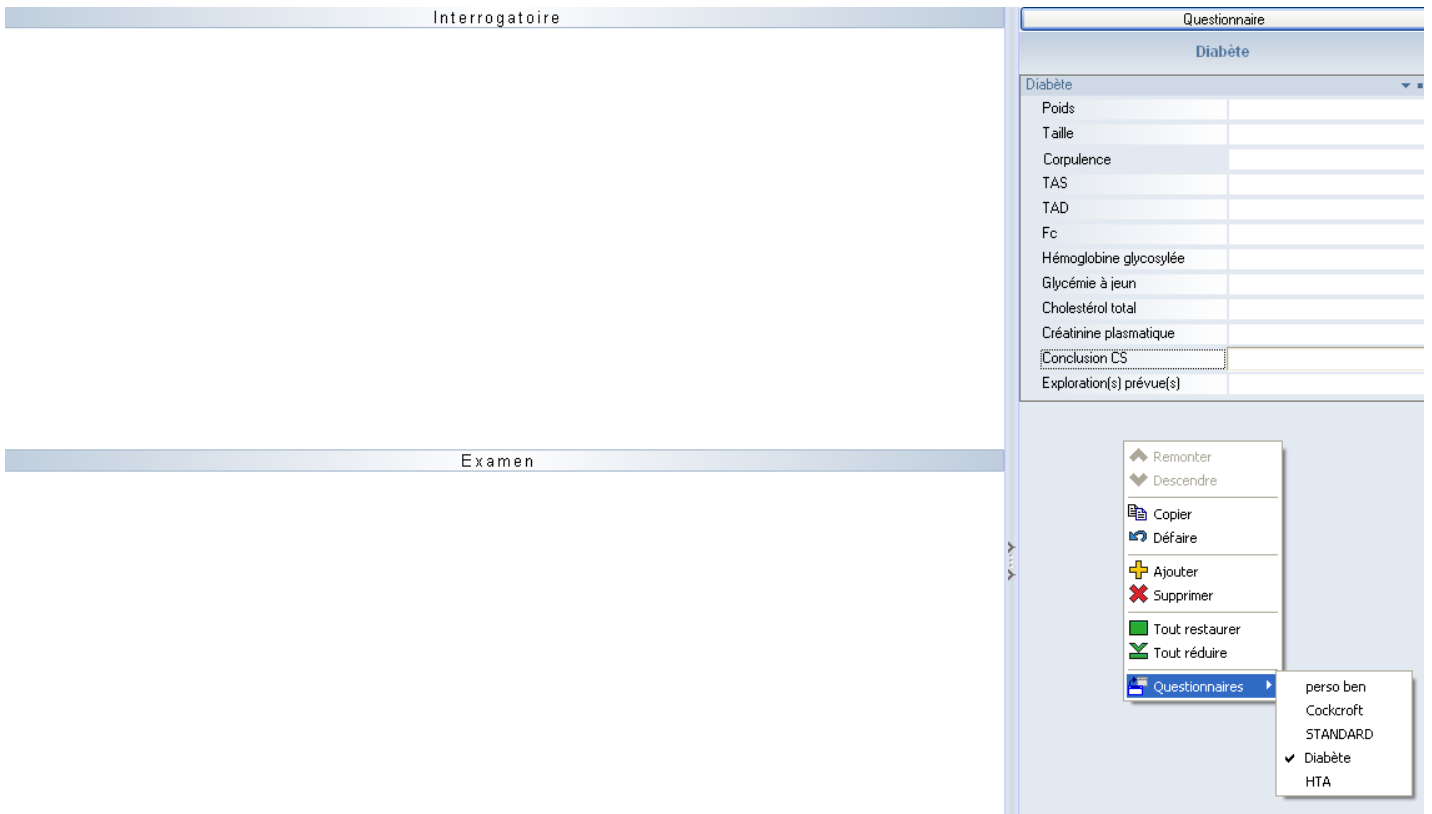 Interrogatoire
Questionnaire
Diabète
Diabète
Poids
Taille
Corpulence
TAS
TAD
Fc
Hémoglobine glycosylée
Glycémie à jeun
Cholestérol total
Créatinine plasmatique
Conclusion CS
Exploration(s) prévue(s)
Examen
Remonter
Descendre
Copier
Défaire
Ajouter
Supprimer
Tout restaurer
Tout réduire
Questionnaires
perso ben
Cockcroft
STANDARD
Diabète
HTA